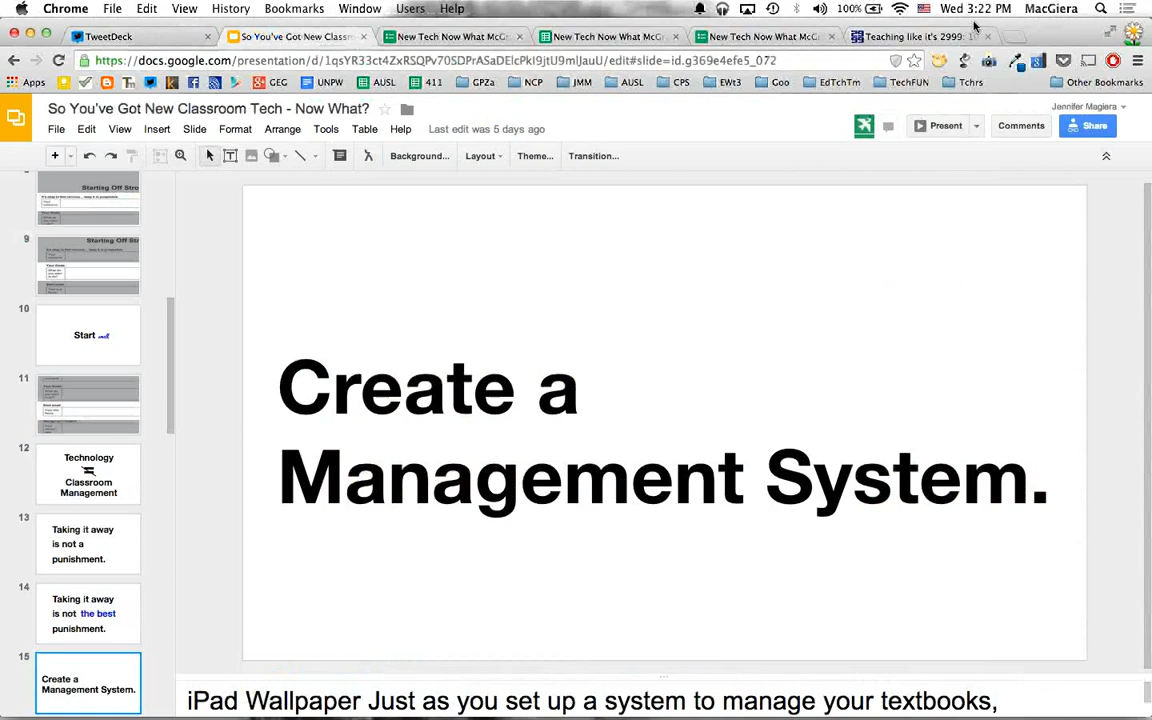 Chrome File Edit View History Bookmarks Window Users Help 100% Wed 3:22 PM MacGiera
TweetDeck So You've Got New Classr New Tech Now What McGr New Tech Now What McGr New Tech Now What McG Teaching like it's 2999:
https://docs.google.com/presentation/d/1qsYR33ct4ZxRSQPv70SDPrASaDElcPkI9jtU9mlJauU/edit#slide=id.g369e4efe5_072
Apps GEG UNPW AUSL 411 GPZa NCP JMM AUSL CPS EWt3 Goo EdTchTm TechFUN Tchrs Other Bookmarks
So You've Got New Classroom Tech - Now What?
Jennifer Magiera
File Edit View Insert Slide Format Arrange Tools Table Help Last edit was 5 days ago
Present Comments Share
Background... Layout Theme... Transition...
Starting Off Stro
9
Starting Off Str
10
Start small
11
12
Technology
=
Classroom
Management
13
Taking it away
is not a
punishment.
14
Taking it away
is not the best
punishment.
15
Create a
Management System.
Create a
Management System.
iPad Wallpaper Just as you set up a system to manage your textbooks,